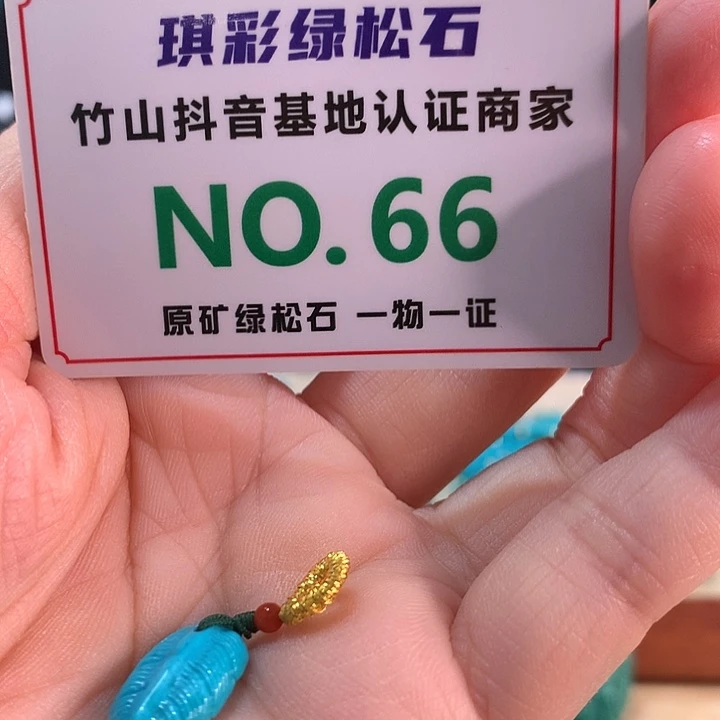 琪彩绿松石
竹山抖音基地认证商家
NO.66
原矿绿松石 一物一证